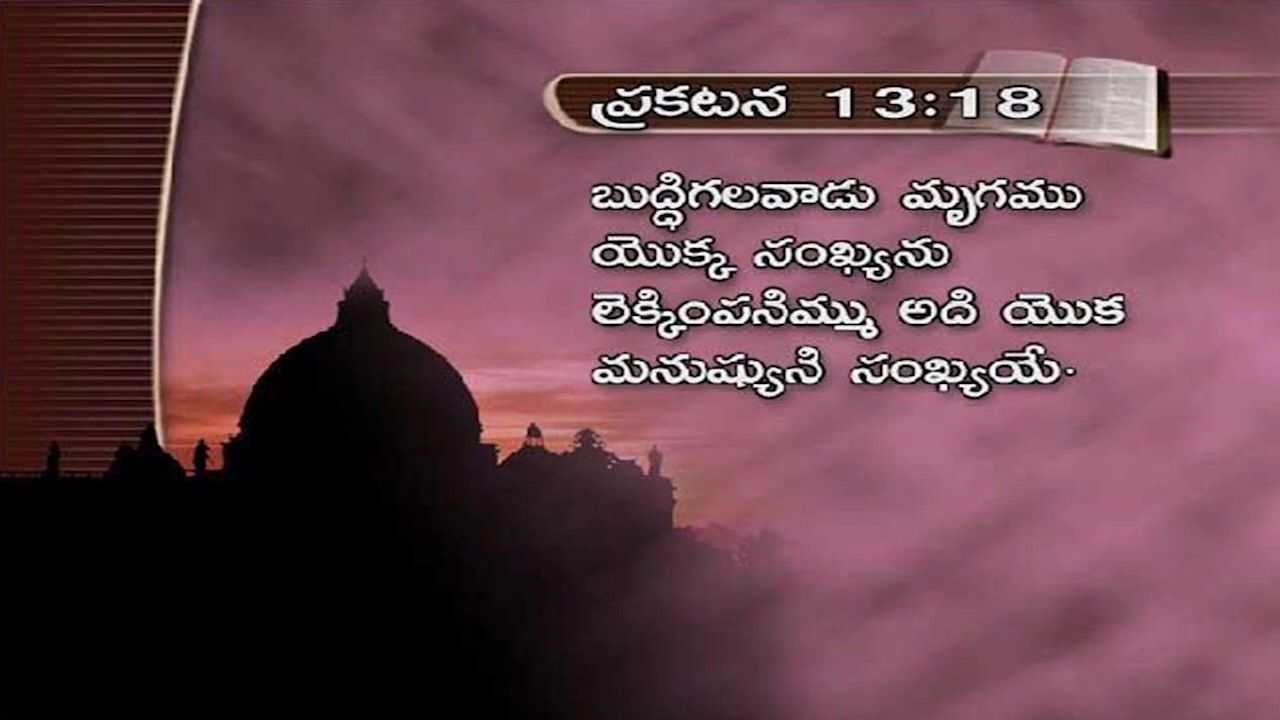 ప్రకటన 13:18
బుద్ధిగలవాడు మృగము
యొక్క సంఖ్యను
లెక్కింపనిమ్ము అది యొక
మనుష్యుని సంఖ్యయే.